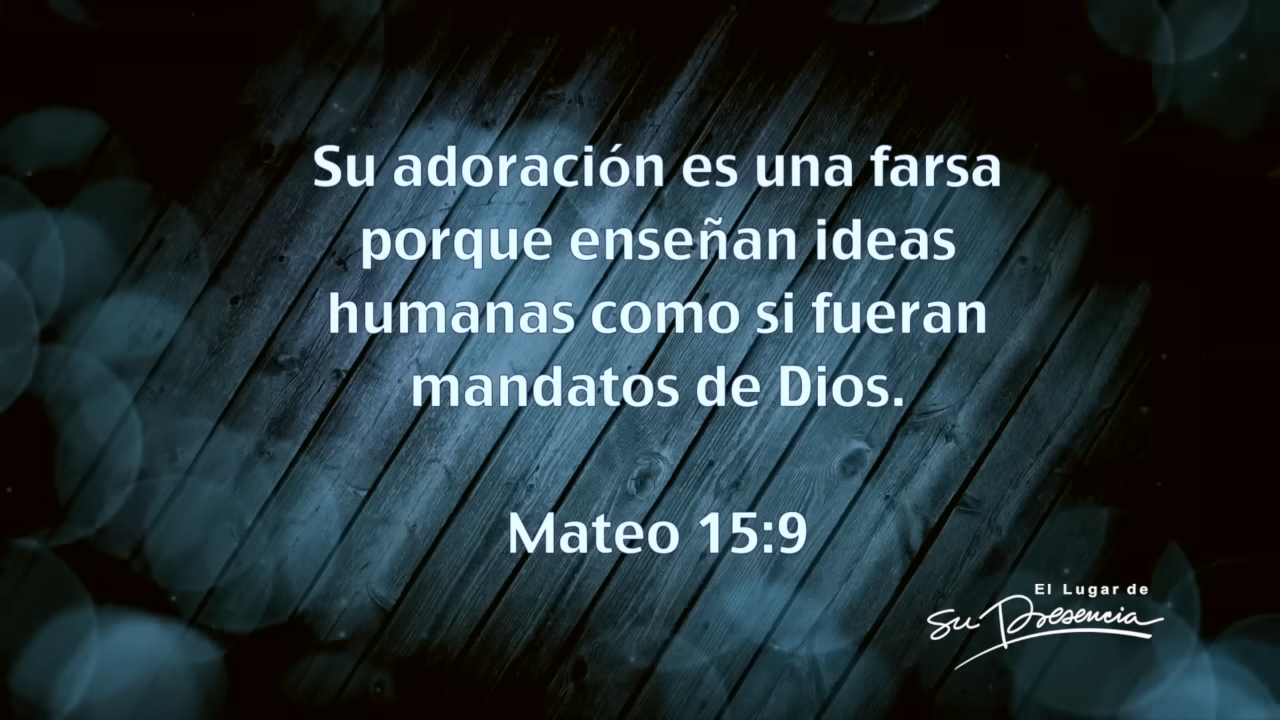 Su adoración es una farsa
porque enseñan ideas
humanas como si fueran
mandatos de Dios.
Mateo 15:9
El Lugar de
Su Presencia